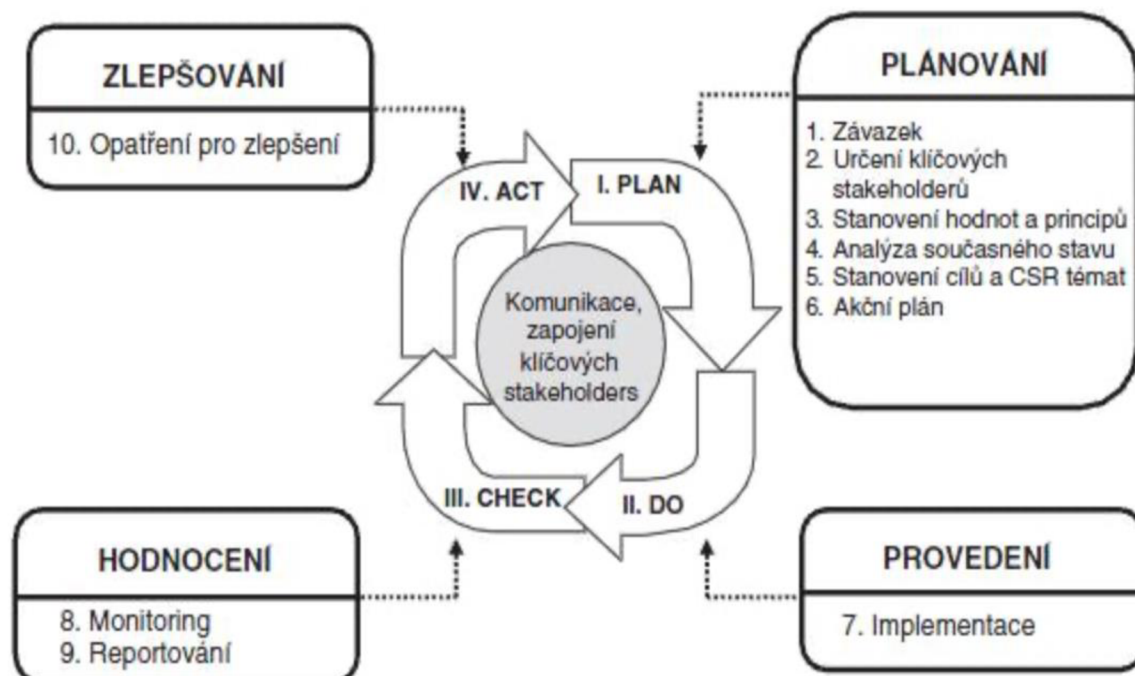 ZLEPŠOVÁNÍ
10. Opatření pro zlepšení
PLÁNOVÁNÍ
1. Závazek
2. Určení klíčových
stakeholderů
3. Stanovení hodnot a principů
4. Analýza současného stavu
5. Stanovení cílů a CSR témat
6. Akční plán
IV. ACT
I. PLAN
Komunikace,
zapojení
klíčových
stakeholders
III. CHECK
II. DO
HODNOCENÍ
8. Monitoring
9. Reportování
PROVEDENÍ
7. Implementace